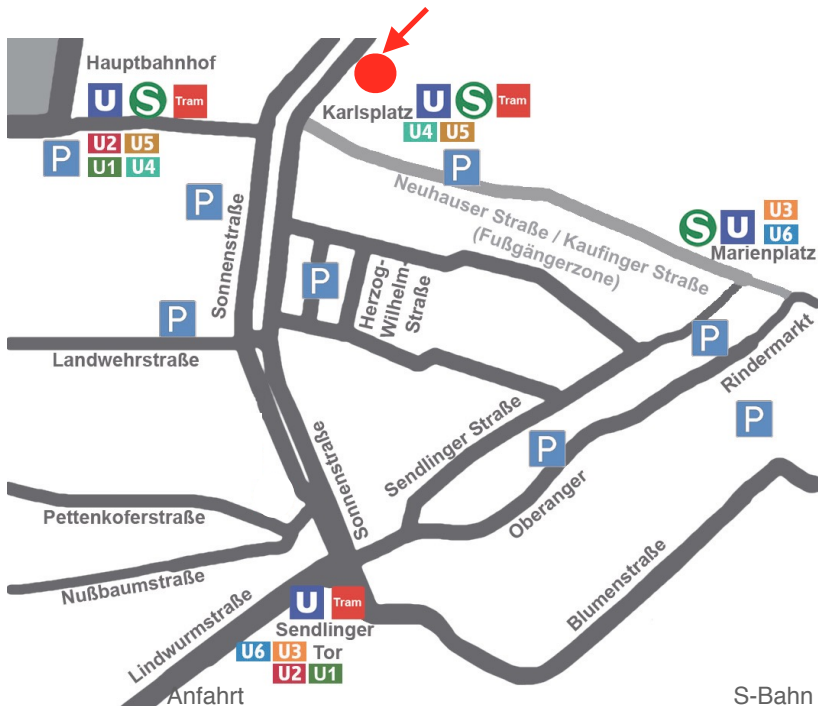 Hauptbahnhof
U S Tram
U2 U5
U1 U4
P
Karlsplatz U S Tram
U4 U5
P
Neuhauser Straße / Kaufinger Straße
(Fußgängerzone)
S U U3
U6
Marienplatz
P
Sonnenstraße
P
Herzog-
Wilhelm-
Straße
P
Landwehrstraße
P
Rindermarkt
P
Sendlinger Straße
P
Oberanger
Sonnenstraße
Pettenkoferstraße
Nußbaumstraße
Blumenstraße
Lindwurmstraße
U Tram
Sendlinger
U6 U3 Tor
U2 U1
Anfahrt
S-Bahn